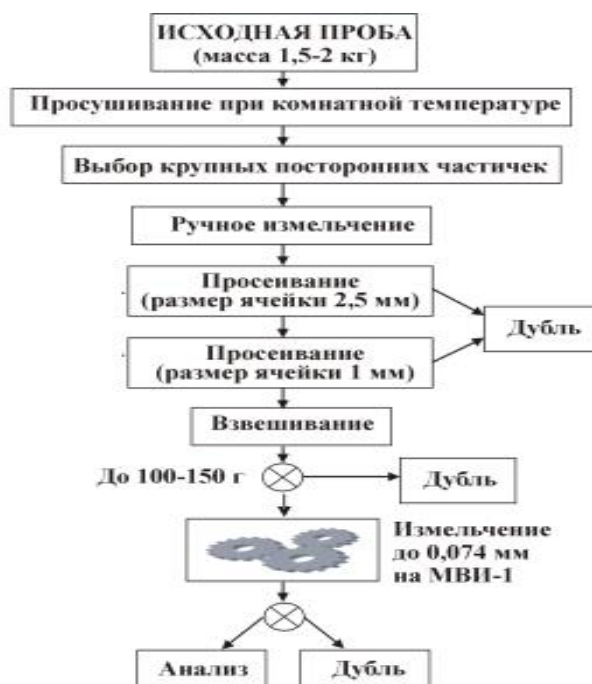 ИСХОДНАЯ ПРОБА
(масса 1,5-2 кг)
Просушивание при комнатной температуре
Выбор крупных посторонних частичек
Ручное измельчение
Просеивание
(размер ячейки 2,5 мм)
Дубль
Просеивание
(размер ячейки 1 мм)
Взвешивание
До 100-150 г
Дубль
Измельчение
до 0,074 мм
на МВИ-1
Анализ
Дубль